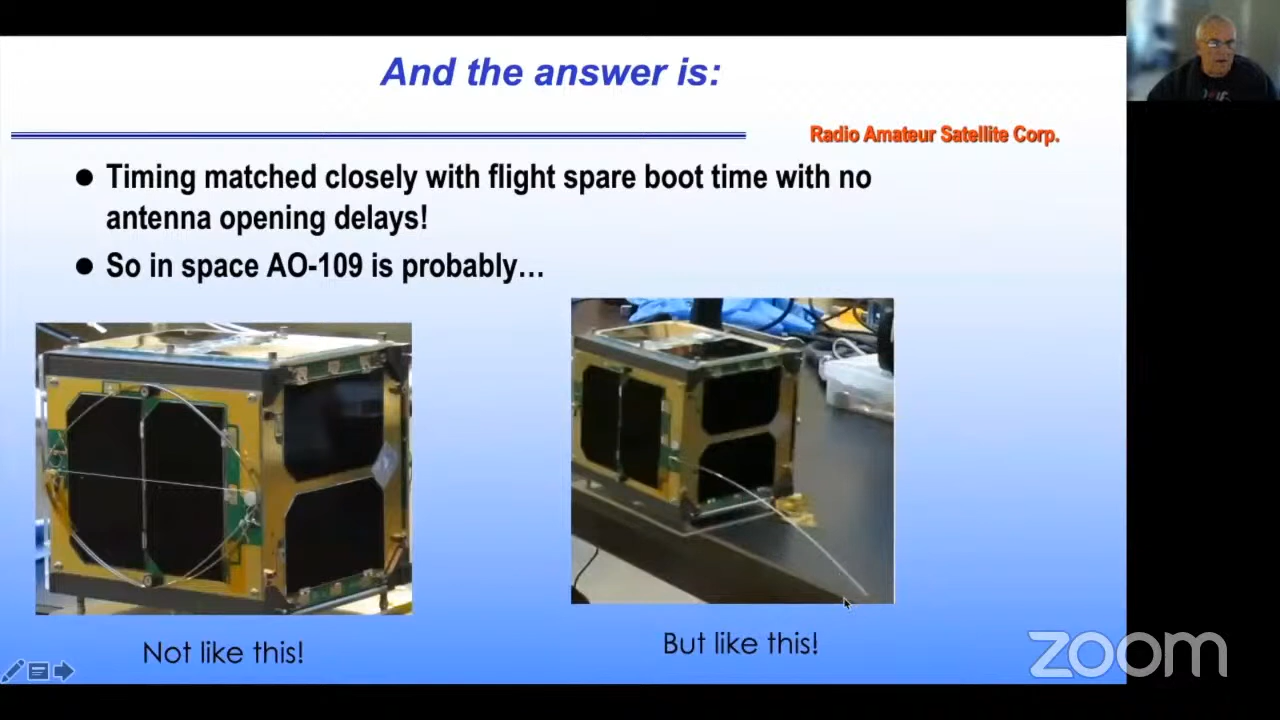 And the answer is:
Radio Amateur Satellite Corp.
● Timing matched closely with flight spare boot time with no
antenna opening delays!
● So in space AO-109 is probably…
Not like this!
But like this!
zoom